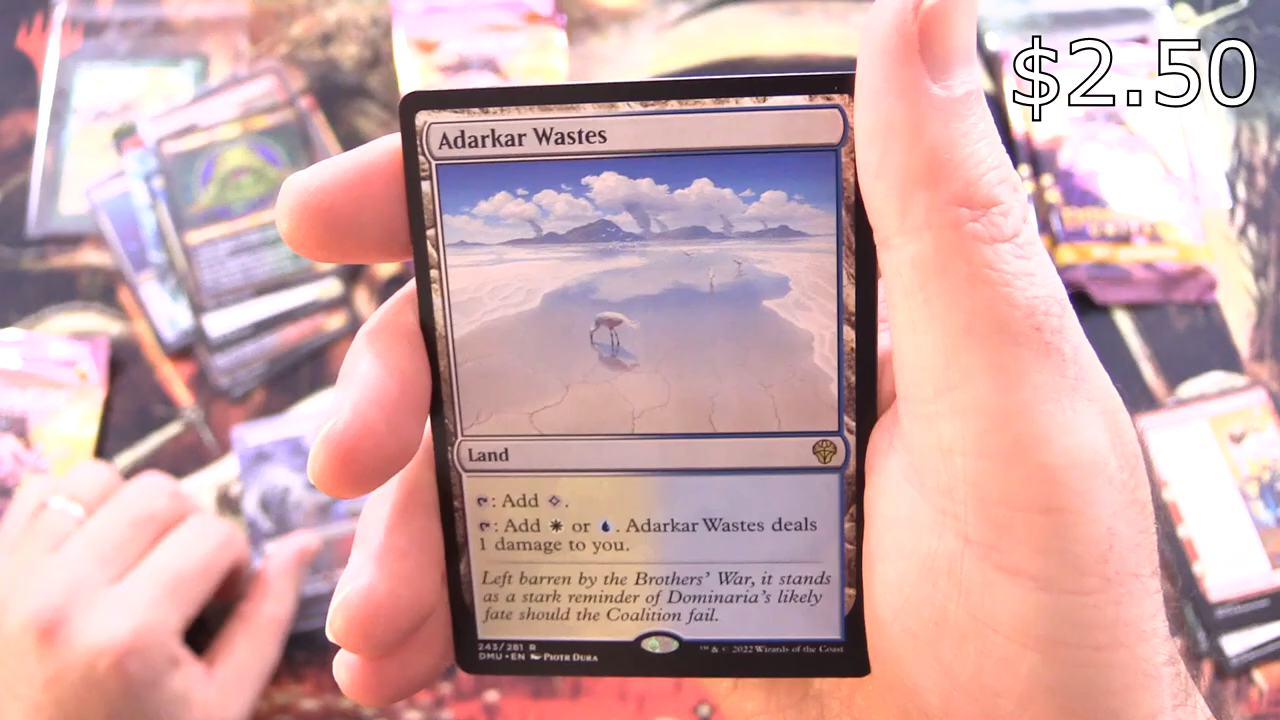 $2.50
Adarkar Wastes
Land
: Add .
: Add or . Adarkar Wastes deals
1 damage to you.
Left barren by the Brothers' War, it stands
as a stark reminder of Dominaria's likely
fate should the Coalition fail.
243/281 R
DMU • EN Piotr Dura
™ & © 2022 Wizards of the Coast